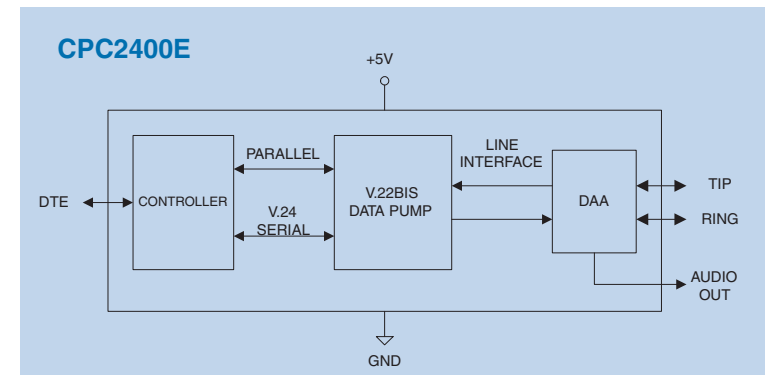 CPC2400E
+5V
PARALLEL
LINE
INTERFACE
DTE
CONTROLLER
V.24
SERIAL
V.22BIS
DATA PUMP
DAA
TIP
RING
AUDIO
OUT
GND